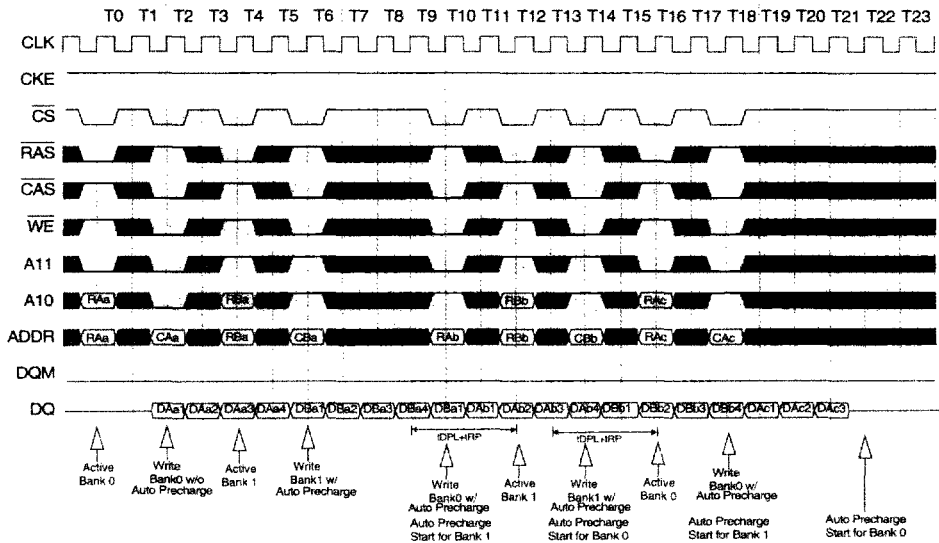 T0 T1 T2 T3 T4 T5 T6 T7 T8 T9 T10 T11 T12 T13 T14 T15 T16 T17 T18 T19 T20 T21 T22 T23
CLK
CKE
CS
RAS
CAS
WE
A11
A10 RAa RBa RBb RAc
ADDR RAa CAa RBa CBa RAb RBb CBb RAc CAc
DQM
DQ DAa1 DAa2 DAa3 DAa4 DBa1 DBa2 DBa3 DBa4 DBa1 DAb1 DAb2 DAb3 DAb4 DBb1 DBb2 DBb3 DBb4 DAc1 DAc2 DAc3
tDPL+tRP tDPL+tRP
Active
Bank 0
Write
Bank0 w/o
Auto Precharge
Active
Bank 1
Write
Bank1 w/
Auto Precharge
Write
Bank0 w/
Auto Precharge
Auto Precharge
Start for Bank 1
Active
Bank 1
Write
Bank1 w/
Auto Precharge
Auto Precharge
Start for Bank 0
Active
Bank 0
Write
Bank0 w/
Auto Precharge
Auto Precharge
Start for Bank 1
Auto Precharge
Start for Bank 0